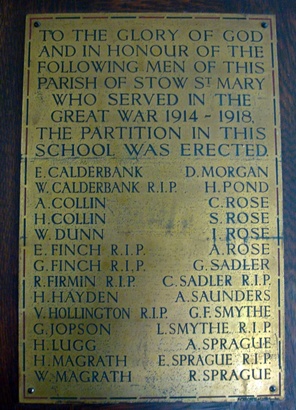 TO THE GLORY OF GOD
AND IN HONOUR OF THE
FOLLOWING MEN OF THIS
PARISH OF STOW ST MARY
WHO SERVED IN THE
GREAT WAR 1914 - 1918,
THE PARTITION IN THIS
SCHOOL WAS ERECTED.
E. CALDERBANK D. MORGAN
W. CALDERBANK R.I.P. H. POND
A. COLLIN C. ROSE
H. COLLIN S. ROSE
W. DUNN J. ROSE
E. FINCH R.I.P. A. ROSE
G. FINCH R.I.P. G. SADLER
R. FIRMIN R.I.P. C. SADLER R.I.P.
H. HAYDEN A. SAUNDERS
V. HOLLINGTON R.I.P. G.F. SMYTHE
G. JOPSON L. SMYTHE R.I.P.
H. LUGG A. SPRAGUE
H. MAGRATH E. SPRAGUE R.I.P.
W. MAGRATH R. SPRAGUE